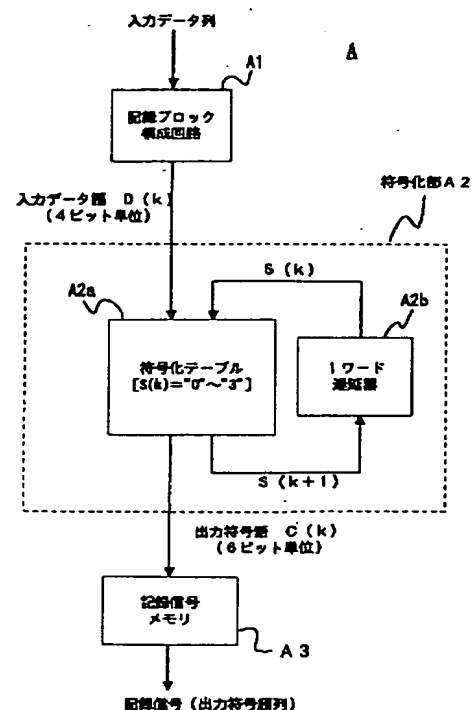 入力データ列
A
A1
記録ブロック
構成回路
符号化部A2
入力データ語 D(k)
(4ビット単位)
S(k)
A2a
A2b
符号化テーブル
[S(k)="0"～"3"]
1ワード
遅延器
S(k+1)
出力符号語 C(k)
(6ビット単位)
記録信号
メモリ
A3
記録信号(出力符号語列)